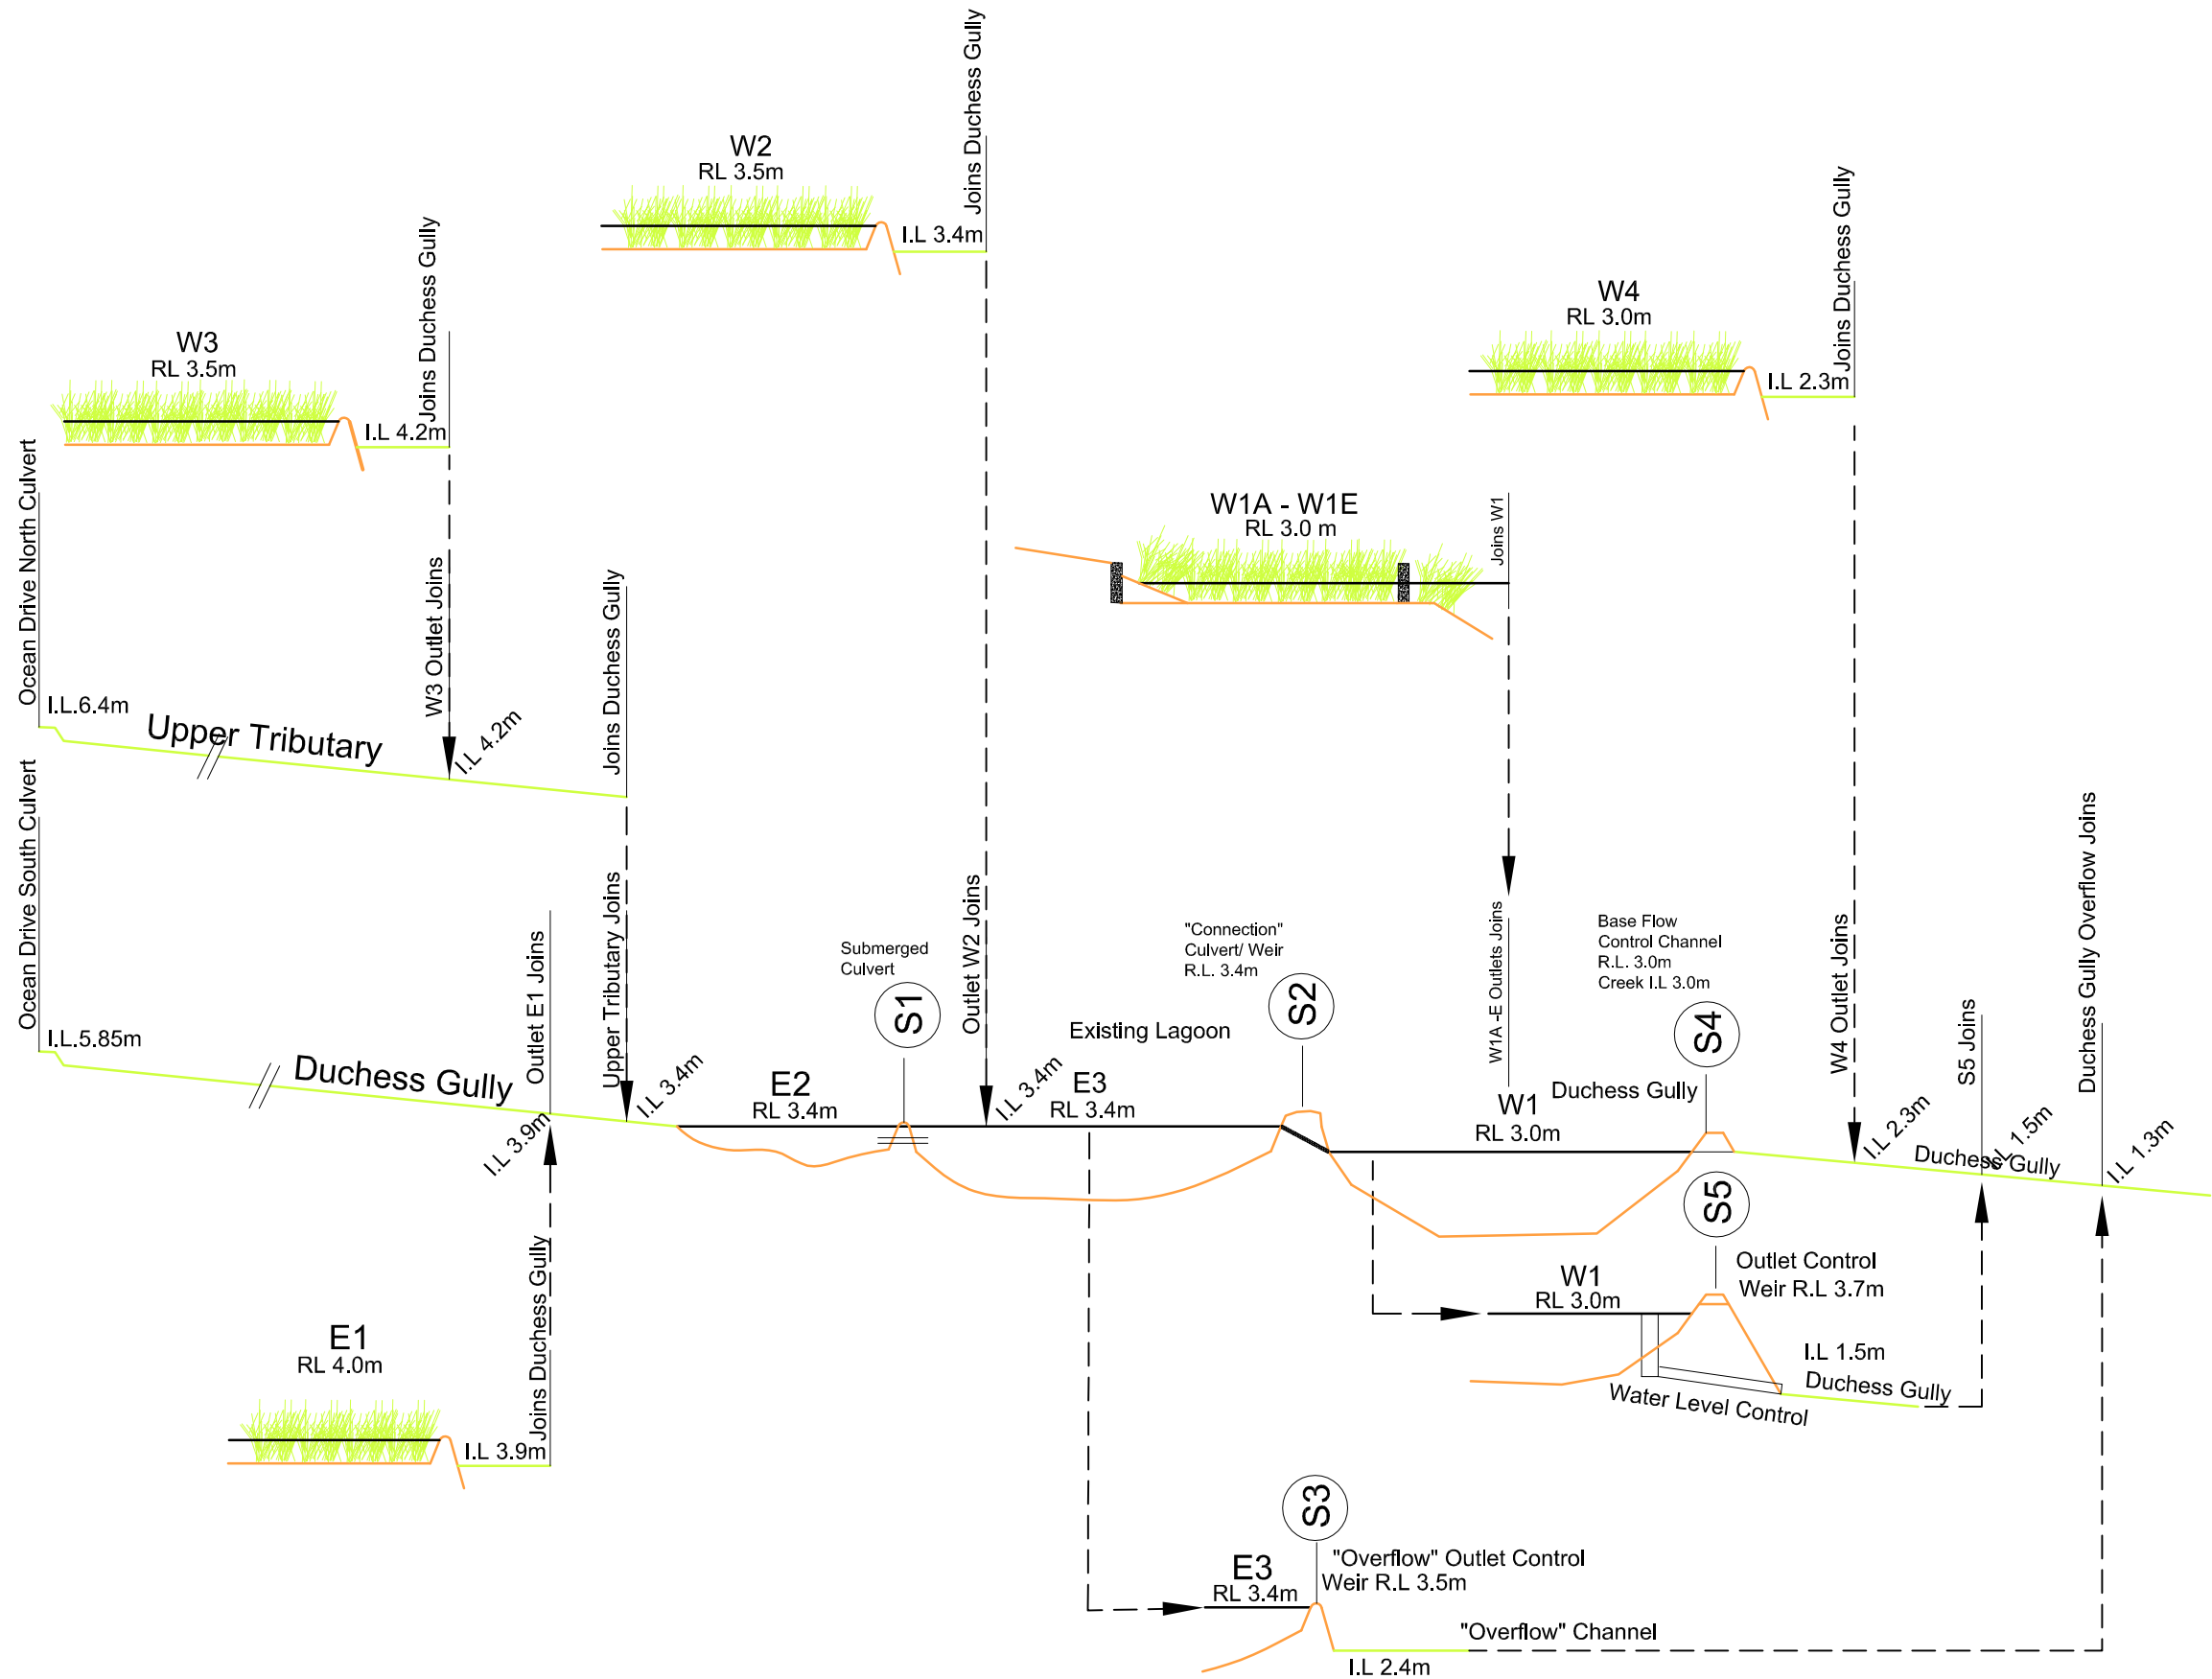 W2
RL 3.5m
I.L 3.4m
Joins Duchess Gully
W3
RL 3.5m
I.L 4.2m
Joins Duchess Gully
W4
RL 3.0m
I.L 2.3m
Joins Duchess Gully
W1A - W1E
RL 3.0 m
Joins W1
Ocean Drive North Culvert
I.L.6.4m
Upper Tributary
W3 Outlet Joins
I.L 4.2m
Joins Duchess Gully
Ocean Drive South Culvert
I.L.5.85m
Duchess Gully
Outlet E1 Joins
I.L 3.9m
Upper Tributary Joins
I.L 3.4m
E2
RL 3.4m
Submerged
Culvert
S1
Outlet W2 Joins
I.L 3.4m
Existing Lagoon
E3
RL 3.4m
"Connection"
Culvert/ Weir
R.L. 3.4m
S2
W1A -E Outlets Joins
W1
RL 3.0m
Duchess Gully
Base Flow
Control Channel
R.L. 3.0m
Creek I.L 3.0m
S4
W4 Outlet Joins
I.L 2.3m
Duchess Gully
S5 Joins
I.L 1.5m
Duchess Gully Overflow Joins
I.L 1.3m
S5
Outlet Control
Weir R.L 3.7m
W1
RL 3.0m
I.L 1.5m
Duchess Gully
Water Level Control
E1
RL 4.0m
I.L 3.9m
Joins Duchess Gully
S3
"Overflow" Outlet Control
Weir R.L 3.5m
E3
RL 3.4m
"Overflow" Channel
I.L 2.4m